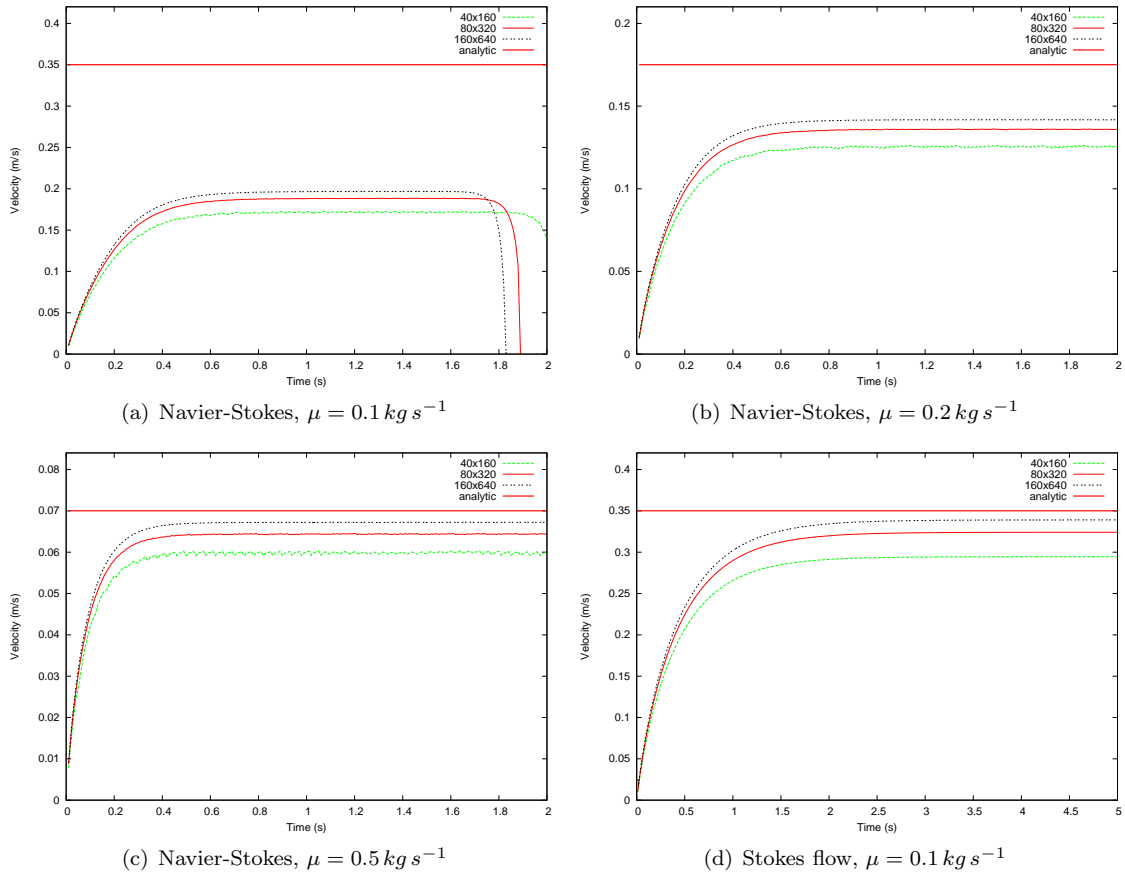 40x160
80x320
160x640
analytic
0.4
0.35
0.3
0.25
0.2
0.15
0.1
0.05
0
Velocity (m/s)
0 0.2 0.4 0.6 0.8 1 1.2 1.4 1.6 1.8 2
Time (s)
(a) Navier-Stokes, μ = 0.1 kg s⁻¹
40x160
80x320
160x640
analytic
0.2
0.15
0.1
0.05
0
Velocity (m/s)
0 0.2 0.4 0.6 0.8 1 1.2 1.4 1.6 1.8 2
Time (s)
(b) Navier-Stokes, μ = 0.2 kg s⁻¹
40x160
80x320
160x640
analytic
0.08
0.07
0.06
0.05
0.04
0.03
0.02
0.01
0
Velocity (m/s)
0 0.2 0.4 0.6 0.8 1 1.2 1.4 1.6 1.8 2
Time (s)
(c) Navier-Stokes, μ = 0.5 kg s⁻¹
40x160
80x320
160x640
analytic
0.4
0.35
0.3
0.25
0.2
0.15
0.1
0.05
0
Velocity (m/s)
0 0.5 1 1.5 2 2.5 3 3.5 4 4.5 5
Time (s)
(d) Stokes flow, μ = 0.1 kg s⁻¹